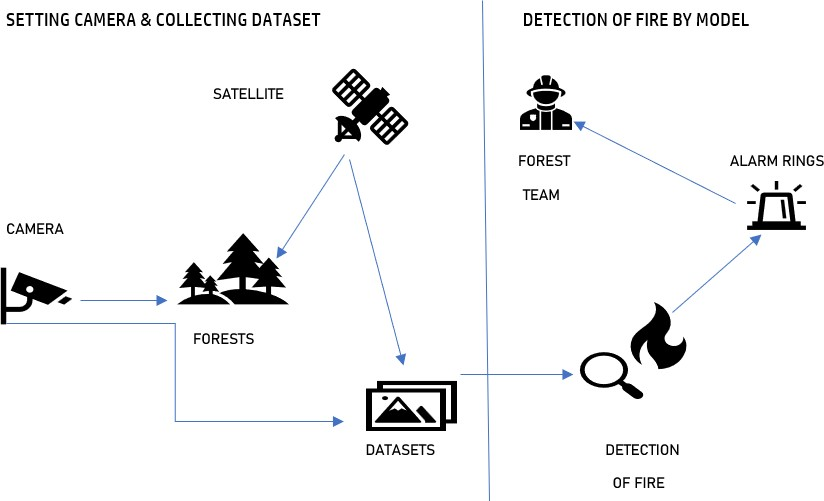 SETTING CAMERA & COLLECTING DATASET
SATELLITE
CAMERA
FORESTS
DATASETS
DETECTION OF FIRE BY MODEL
FOREST
TEAM
ALARM RINGS
DETECTION
OF FIRE